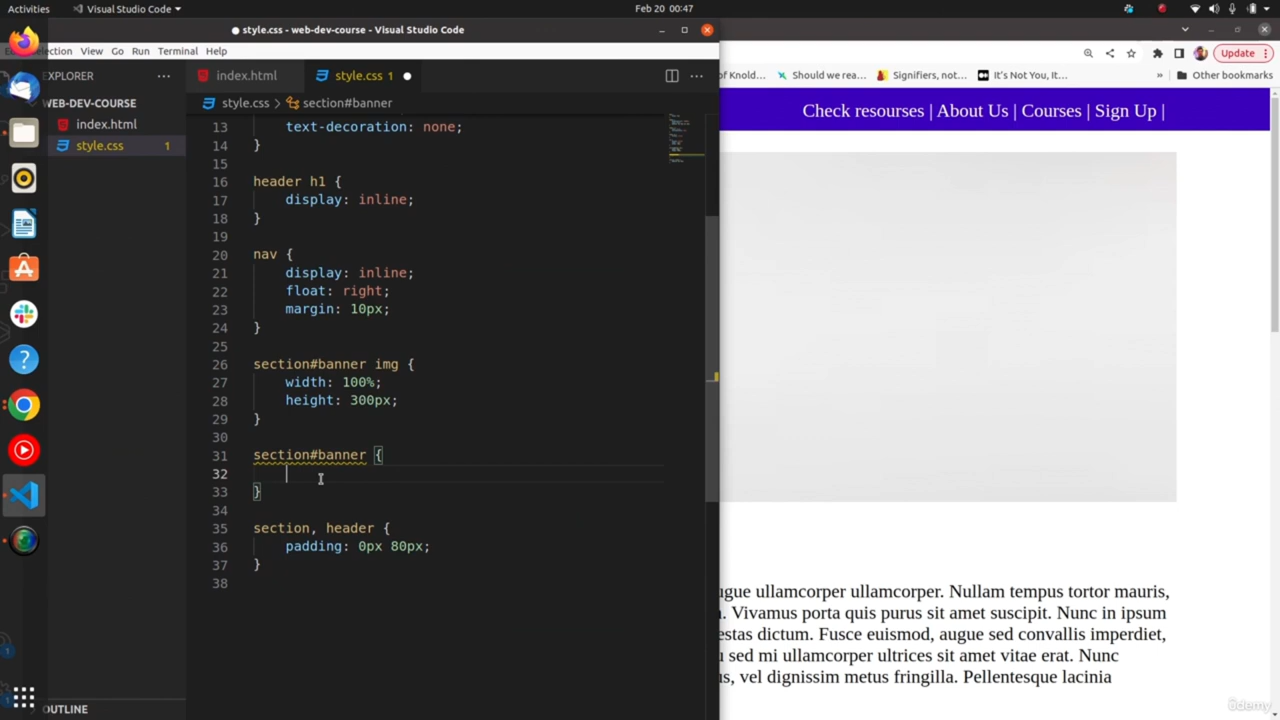 Activities
Visual Studio Code
Feb 20 00:47
style.css - web-dev-course - Visual Studio Code
Selection View Go Run Terminal Help
EXPLORER
index.html
style.css 1
Update
WEB-DEV-COURSE
style.css > section#banner
of Knold...
Should we rea...
Signifiers, not...
It's Not You, It...
»
Other bookmarks
index.html
style.css 1
Check resourses | About Us | Courses | Sign Up |
13 text-decoration: none;
14 }
15
16 header h1 {
17 display: inline;
18 }
19
20 nav {
21 display: inline;
22 float: right;
23 margin: 10px;
24 }
25
26 section#banner img {
27 width: 100%;
28 height: 300px;
29 }
30
31 section#banner {
32
33 }
34
35 section, header {
36 padding: 0px 80px;
37 }
38
ugue ullamcorper ullamcorper. Nullam tempus tortor mauris,
. Vivamus porta quis purus sit amet suscipit. Nunc in ipsum
estas dictum. Fusce euismod, augue sed convallis imperdiet,
u sed mi ullamcorper ultrices sit amet vitae erat. Nunc
us, vel dignissim metus fringilla. Pellentesque lacinia
OUTLINE
ûdemy